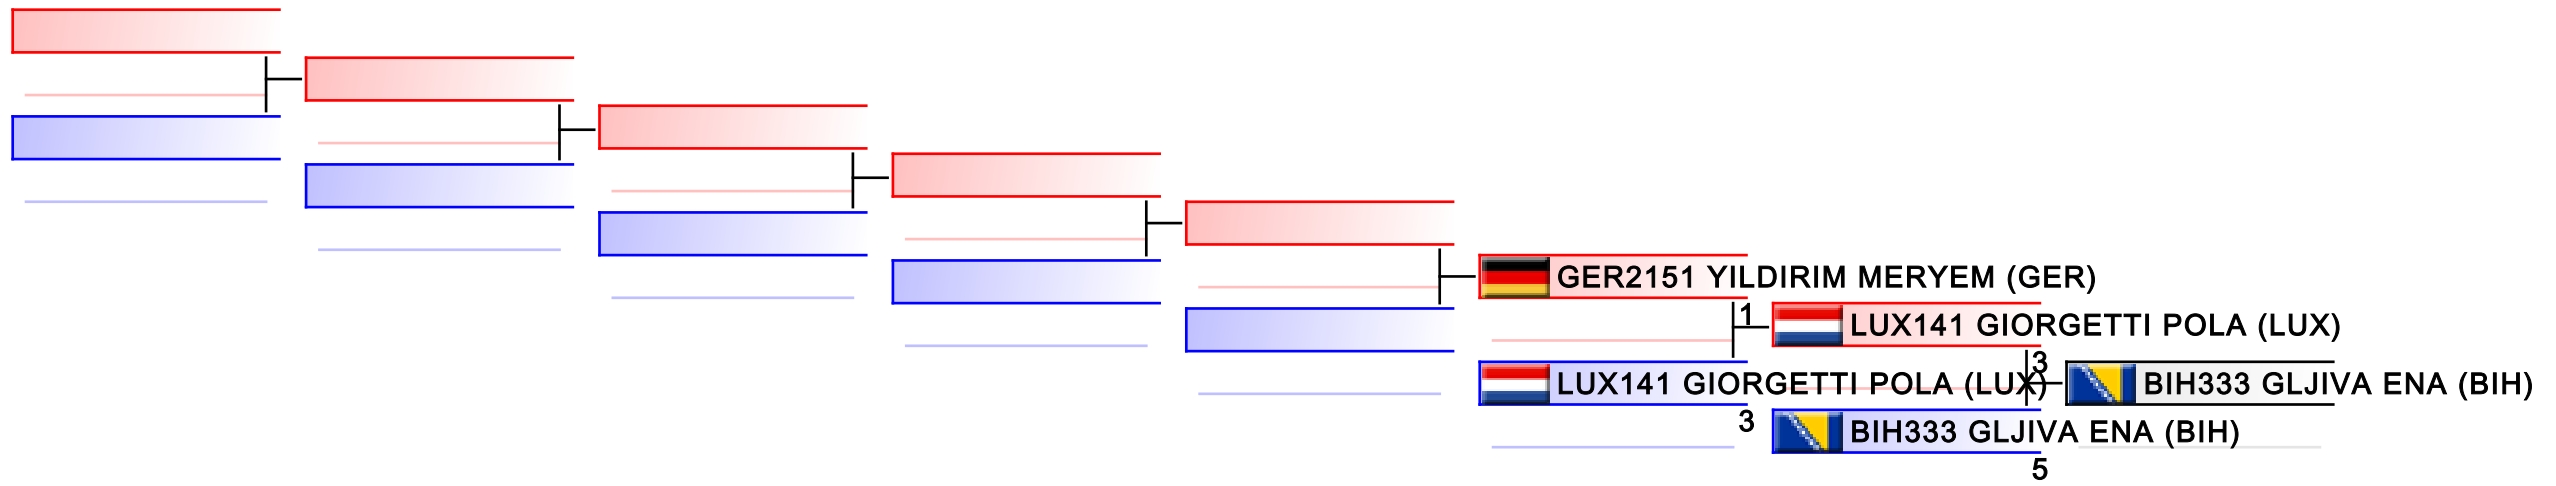 GER2151 YILDIRIM MERYEM (GER)
1
LUX141 GIORGETTI POLA (LUX)
3
LUX141 GIORGETTI POLA (LUX)
BIH333 GLJIVA ENA (BIH)
3
BIH333 GLJIVA ENA (BIH)
5